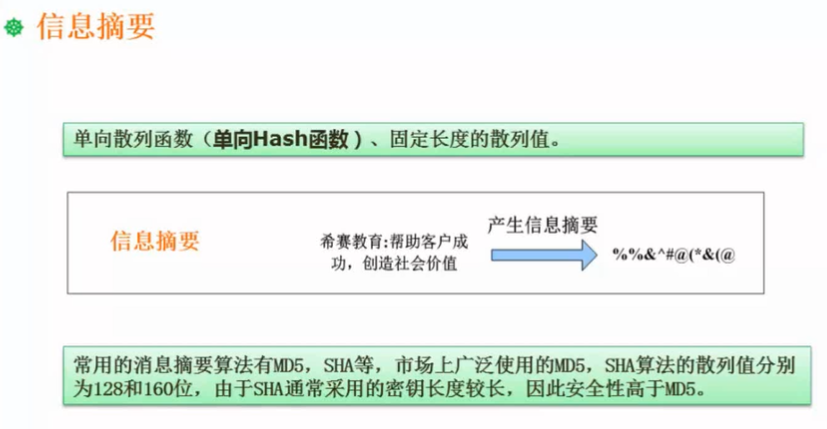 信息摘要
单向散列函数（单向Hash函数）、固定长度的散列值。
信息摘要
希赛教育:帮助客户成
功，创造社会价值
产生信息摘要
%%&^#@(*&(@
常用的消息摘要算法有MD5，SHA等，市场上广泛使用的MD5，SHA算法的散列值分别
为128和160位，由于SHA通常采用的密钥长度较长，因此安全性高于MD5。